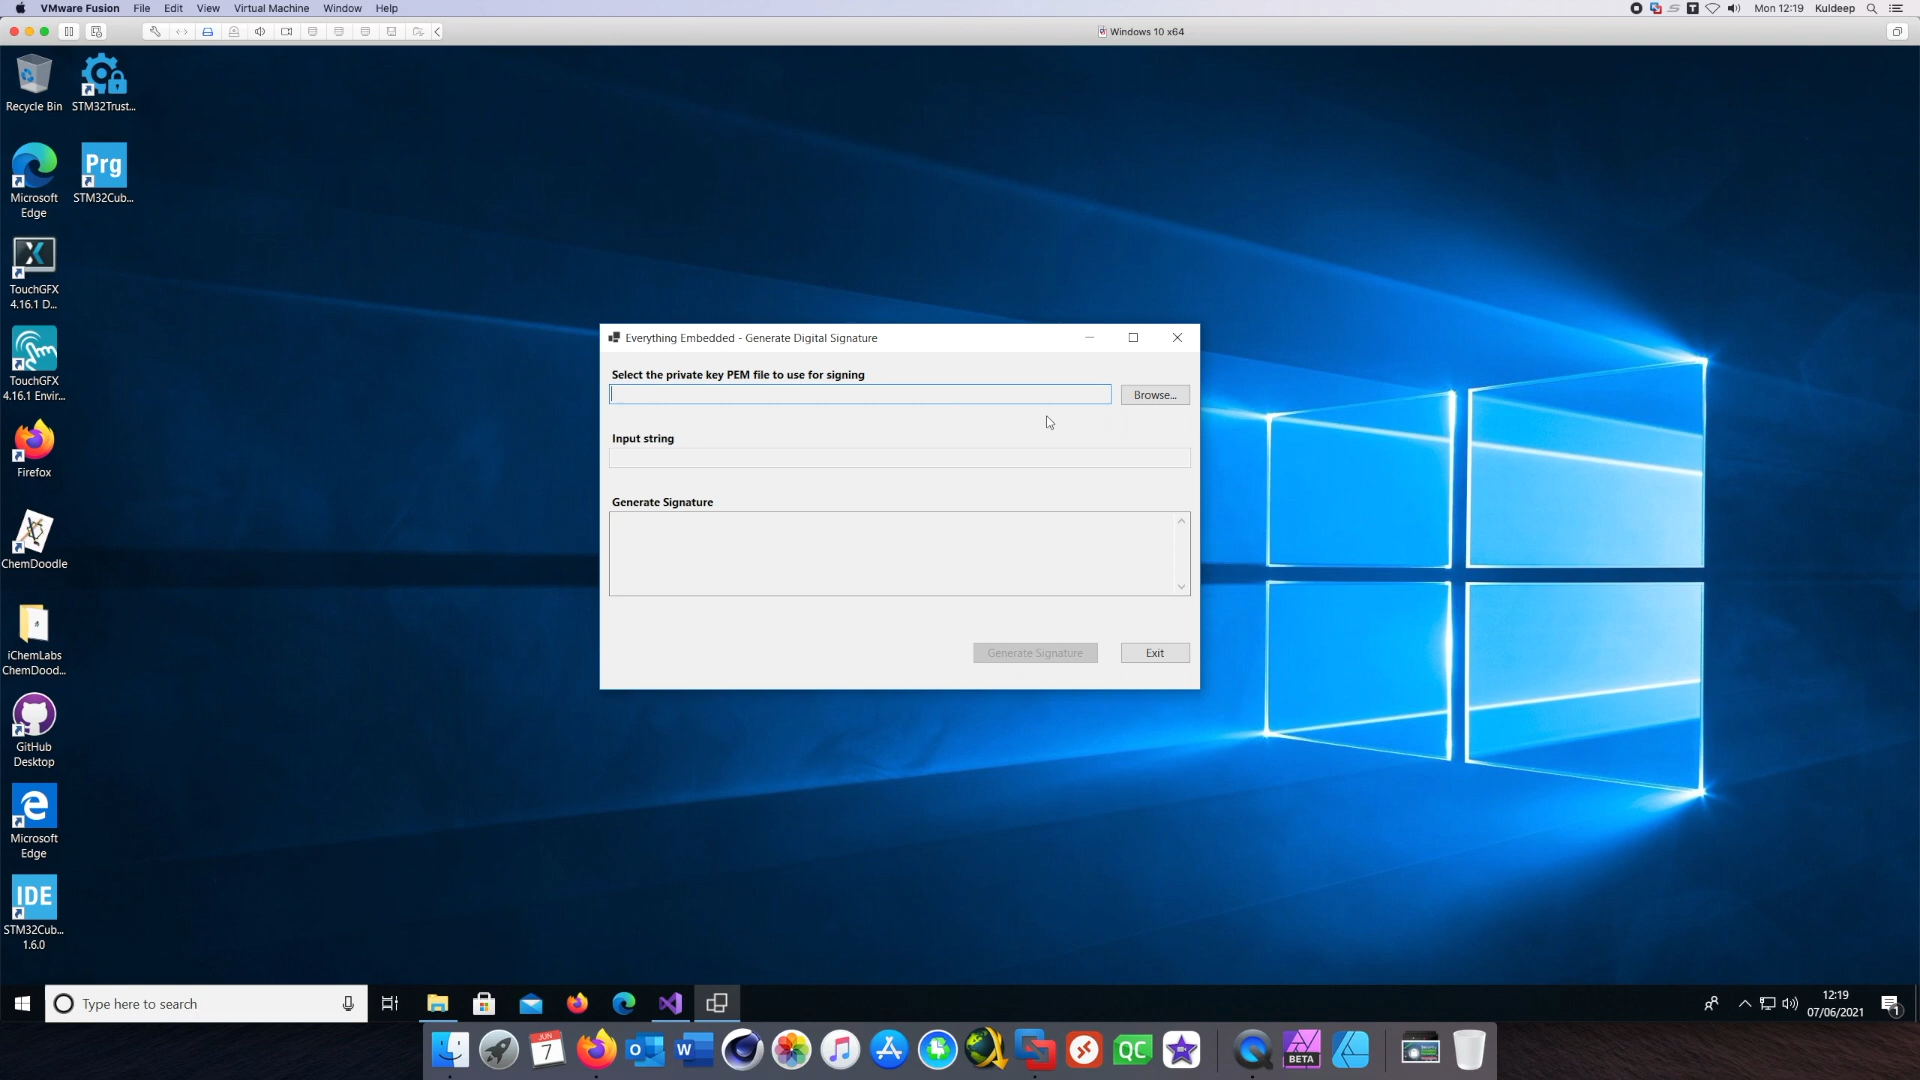 VMware Fusion File Edit View Virtual Machine Window Help
Mon 12:19 Kuldeep
Windows 10 x64
Recycle Bin
STM32Trust...
Microsoft
Edge
Prg
STM32Cub...
TouchGFX
4.16.1 D...
TouchGFX
4.16.1 Envir...
Firefox
ChemDoodle
iChemLabs
ChemDood...
GitHub
Desktop
Microsoft
Edge
IDE
STM32Cub...
1.6.0
Everything Embedded - Generate Digital Signature
Select the private key PEM file to use for signing
Browse...
Input string
Generate Signature
Generate Signature
Exit
Type here to search
12:19
07/06/2021
1
JUN
7
O
W
QC
BETA